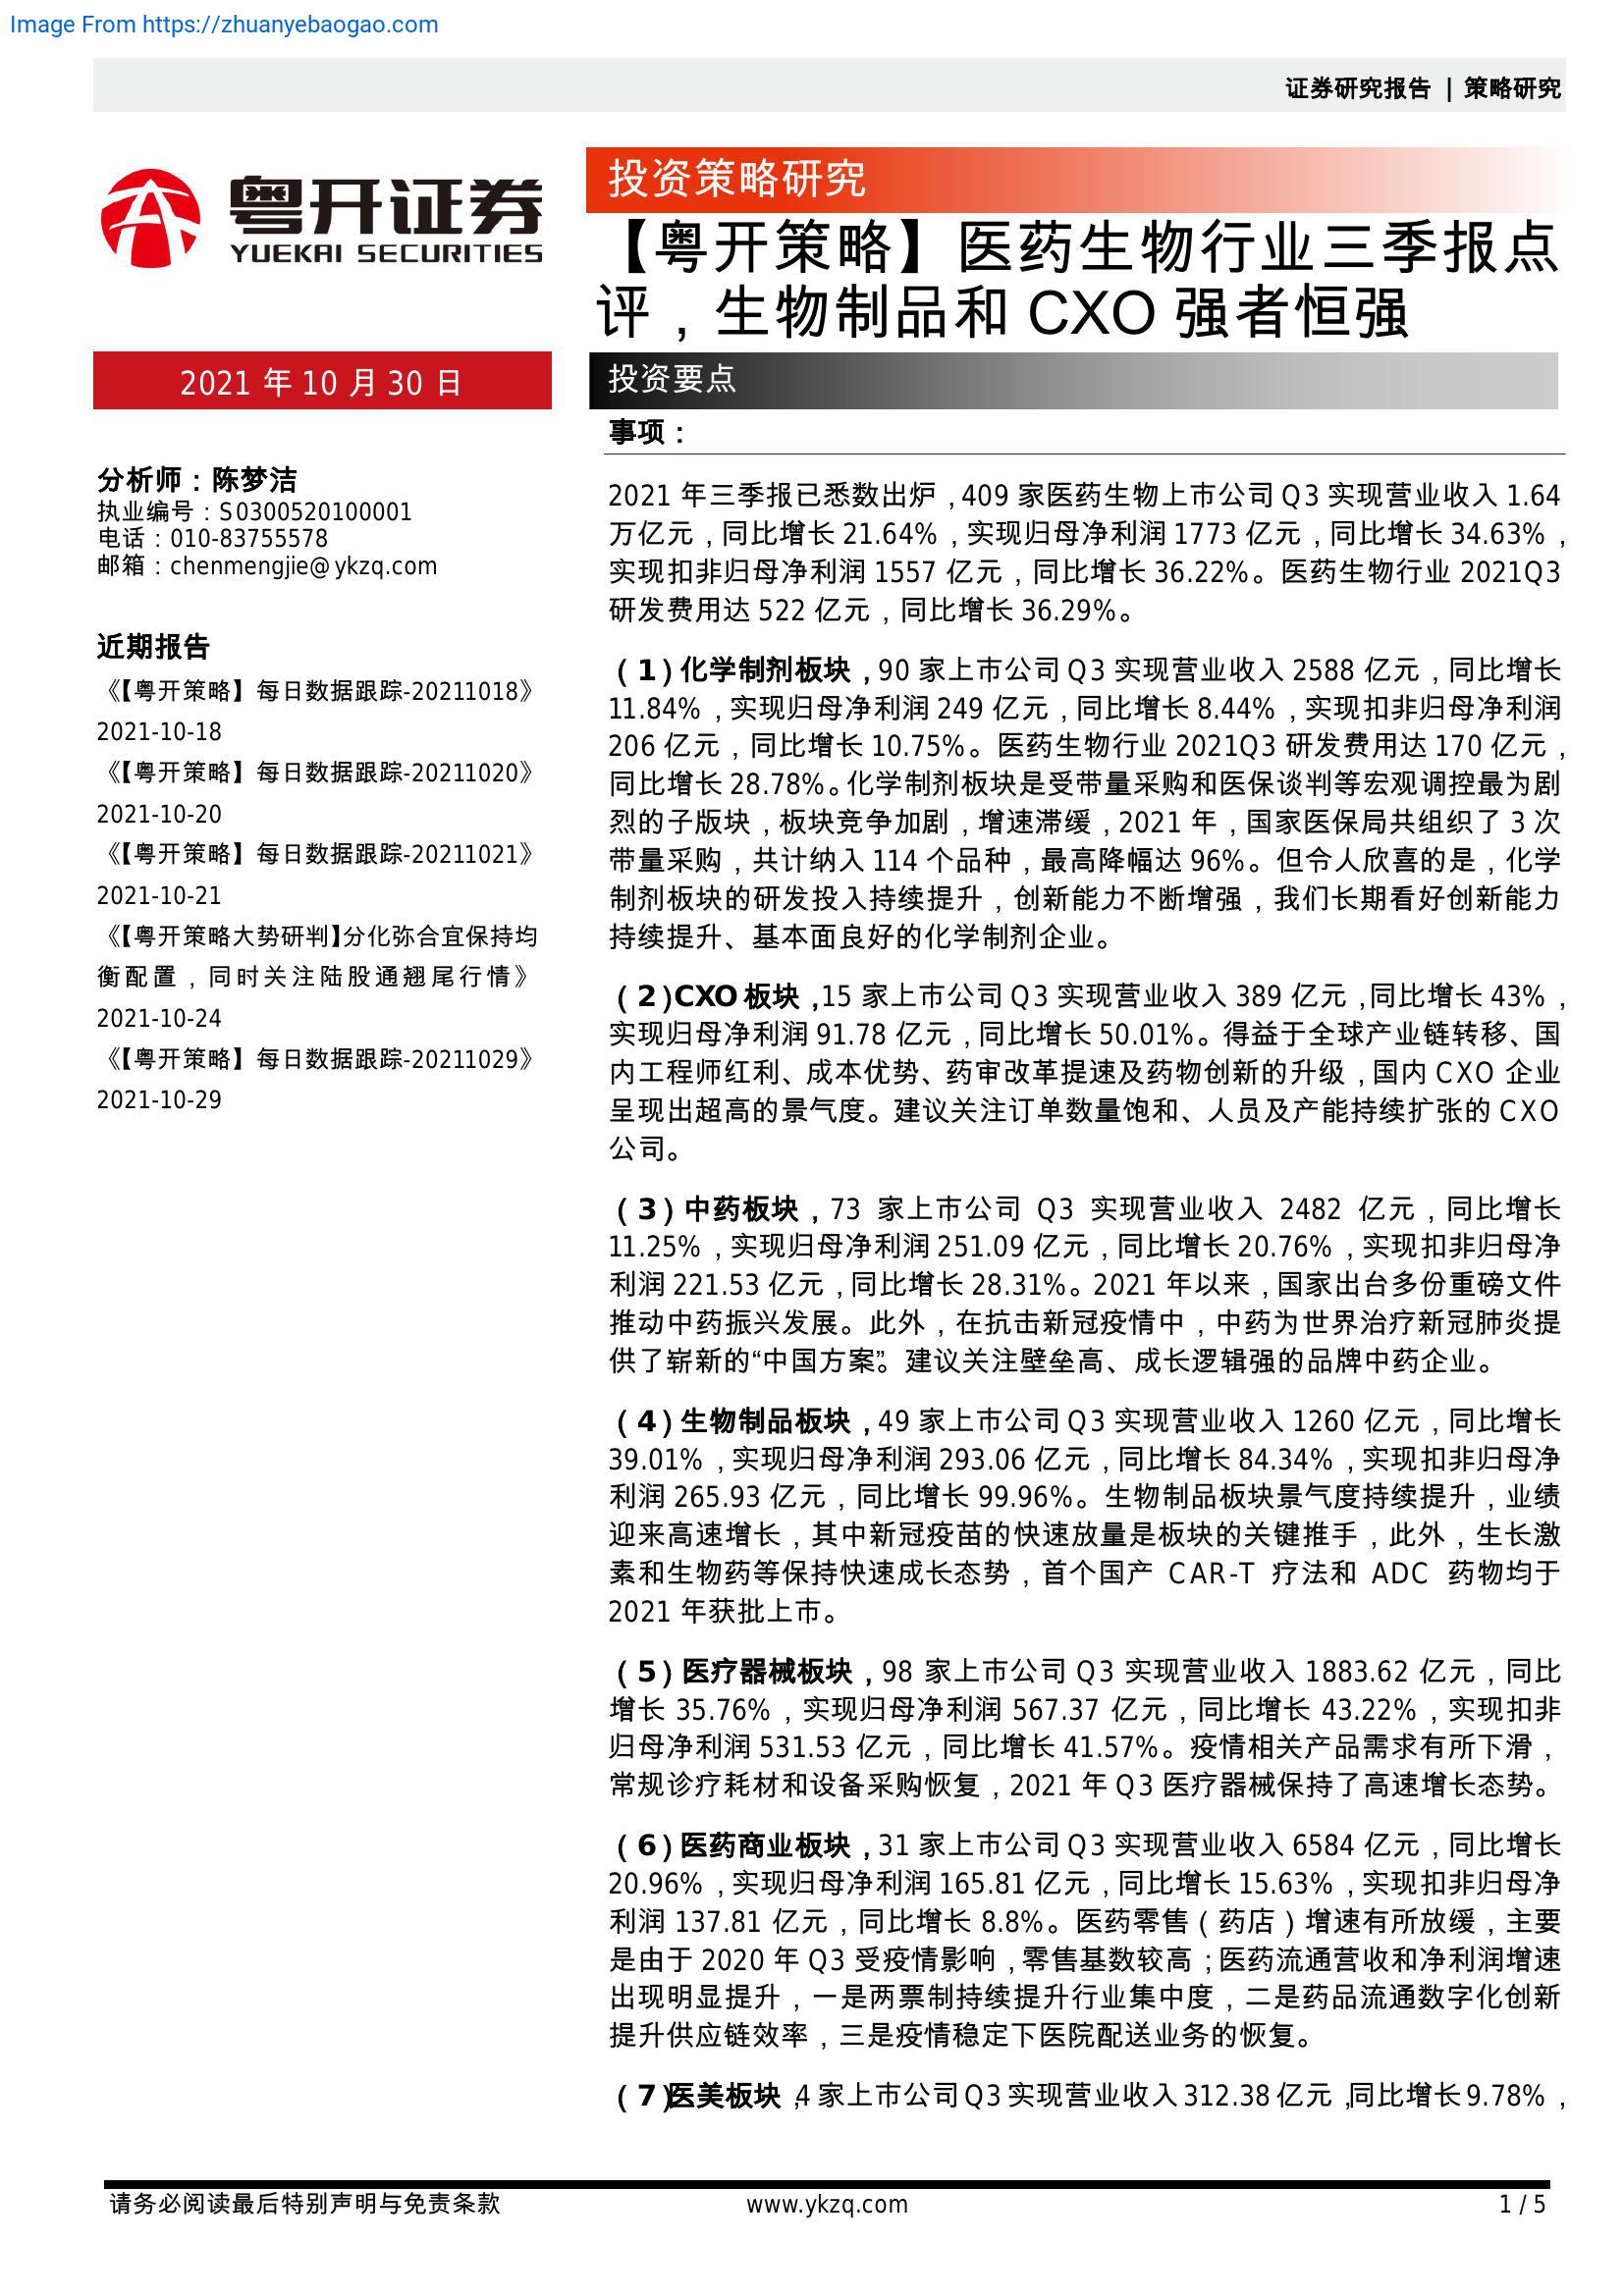 Image From https://zhuanyebaogao.com
证券研究报告 | 策略研究
粤开证券
YUEKAI SECURITIES
投资策略研究
【粤开策略】医药生物行业三季报点
评，生物制品和 CXO 强者恒强
2021 年 10 月 30 日
投资要点
分析师：陈梦洁
执业编号：S0300520100001
电话：010-83755578
邮箱：chenmengjie@ykzq.com
近期报告
《【粤开策略】每日数据跟踪-20211018》
2021-10-18
《【粤开策略】每日数据跟踪-20211020》
2021-10-20
《【粤开策略】每日数据跟踪-20211021》
2021-10-21
《【粤开策略大势研判】分化弥合宜保持均
衡配置，同时关注陆股通翘尾行情》
2021-10-24
《【粤开策略】每日数据跟踪-20211029》
2021-10-29
事项：
2021 年三季报已悉数出炉，409 家医药生物上市公司 Q3 实现营业收入 1.64
万亿元，同比增长 21.64%，实现归母净利润 1773 亿元，同比增长 34.63%，
实现扣非归母净利润 1557 亿元，同比增长 36.22%。医药生物行业 2021Q3
研发费用达 522 亿元，同比增长 36.29%。
（1）化学制剂板块，90 家上市公司 Q3 实现营业收入 2588 亿元，同比增长
11.84%，实现归母净利润 249 亿元，同比增长 8.44%，实现扣非归母净利润
206 亿元，同比增长 10.75%。医药生物行业 2021Q3 研发费用达 170 亿元，
同比增长 28.78%。化学制剂板块是受带量采购和医保谈判等宏观调控最为剧
烈的子版块，板块竞争加剧，增速滞缓，2021 年，国家医保局共组织了 3 次
带量采购，共计纳入 114 个品种，最高降幅达 96%。但令人欣喜的是，化学
制剂板块的研发投入持续提升，创新能力不断增强，我们长期看好创新能力
持续提升、基本面良好的化学制剂企业。
（2）CXO 板块，15 家上市公司 Q3 实现营业收入 389 亿元，同比增长 43%，
实现归母净利润 91.78 亿元，同比增长 50.01%。得益于全球产业链转移、国
内工程师红利、成本优势、药审改革提速及药物创新的升级，国内 CXO 企业
呈现出超高的景气度。建议关注订单数量饱和、人员及产能持续扩张的 CXO
公司。
（3）中药板块，73 家上市公司 Q3 实现营业收入 2482 亿元，同比增长
11.25%，实现归母净利润 251.09 亿元，同比增长 20.76%，实现扣非归母净
利润 221.53 亿元，同比增长 28.31%。2021 年以来，国家出台多份重磅文件
推动中药振兴发展。此外，在抗击新冠疫情中，中药为世界治疗新冠肺炎提
供了崭新的“中国方案”。建议关注壁垒高、成长逻辑强的品牌中药企业。
（4）生物制品板块，49 家上市公司 Q3 实现营业收入 1260 亿元，同比增长
39.01%，实现归母净利润 293.06 亿元，同比增长 84.34%，实现扣非归母净
利润 265.93 亿元，同比增长 99.96%。生物制品板块景气度持续提升，业绩
迎来高速增长，其中新冠疫苗的快速放量是板块的关键推手，此外，生长激
素和生物药等保持快速成长态势，首个国产 CAR-T 疗法和 ADC 药物均于
2021 年获批上市。
（5）医疗器械板块，98 家上市公司 Q3 实现营业收入 1883.62 亿元，同比
增长 35.76%，实现归母净利润 567.37 亿元，同比增长 43.22%，实现扣非
归母净利润 531.53 亿元，同比增长 41.57%。疫情相关产品需求有所下滑，
常规诊疗耗材和设备采购恢复，2021 年 Q3 医疗器械保持了高速增长态势。
（6）医药商业板块，31 家上市公司 Q3 实现营业收入 6584 亿元，同比增长
20.96%，实现归母净利润 165.81 亿元，同比增长 15.63%，实现扣非归母净
利润 137.81 亿元，同比增长 8.8%。医药零售（药店）增速有所放缓，主要
是由于 2020 年 Q3 受疫情影响，零售基数较高；医药流通营收和净利润增速
出现明显提升，一是两票制持续提升行业集中度，二是药品流通数字化创新
提升供应链效率，三是疫情稳定下医院配送业务的恢复。
（7）医美板块，4 家上市公司 Q3 实现营业收入 312.38 亿元，同比增长 9.78%，
请务必阅读最后特别声明与免责条款
www.ykzq.com
1 / 5